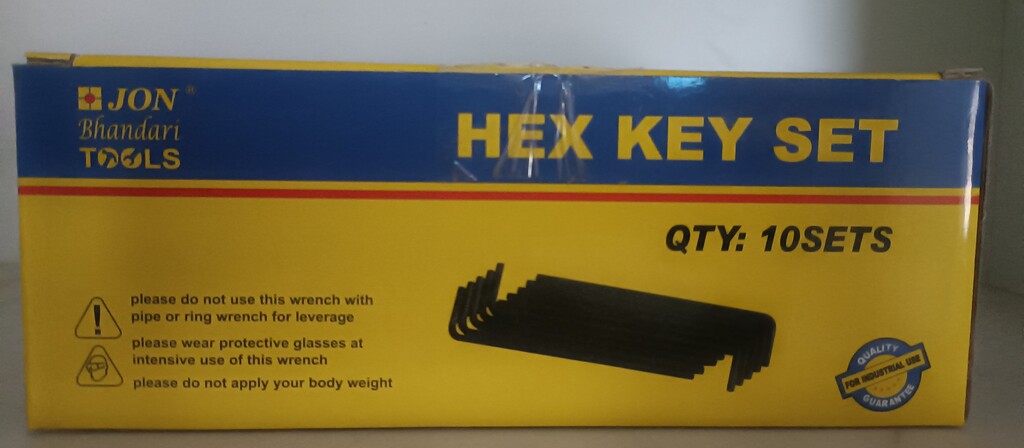 JON ®
Bhandari
TOOLS
HEX KEY SET
QTY: 10SETS
please do not use this wrench with
pipe or ring wrench for leverage
please wear protective glasses at
intensive use of this wrench
please do not apply your body weight
QUALITY
FOR INDUSTRIAL USE
GUARANTEE